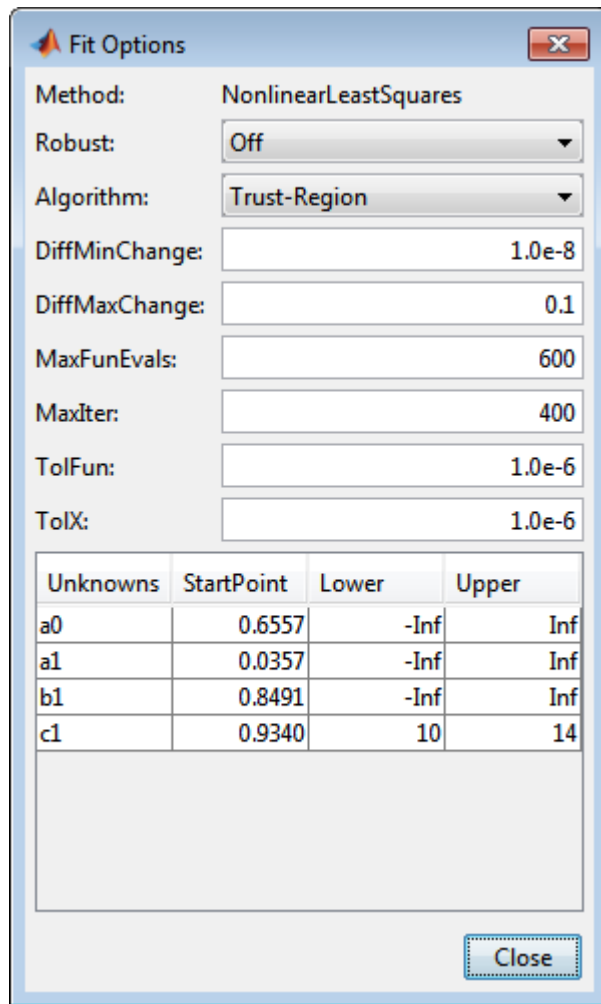 Fit Options
Method: NonlinearLeastSquares
Robust: Off
Algorithm: Trust-Region
DiffMinChange: 1.0e-8
DiffMaxChange: 0.1
MaxFunEvals: 600
MaxIter: 400
TolFun: 1.0e-6
TolX: 1.0e-6
Unknowns StartPoint Lower Upper
a0 0.6557 -Inf Inf
a1 0.0357 -Inf Inf
b1 0.8491 -Inf Inf
c1 0.9340 10 14
Close